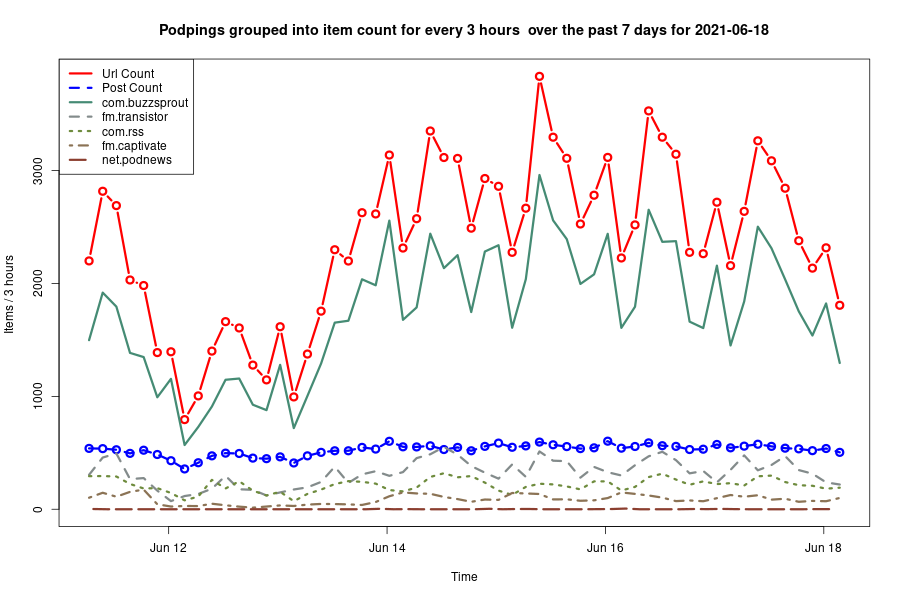 Podpings grouped into item count for every 3 hours  over the past 7 days for 2021-06-18
Url Count
Post Count
com.buzzsprout
fm.transistor
com.rss
fm.captivate
net.podnews
Items / 3 hours
3000
2000
1000
0
Jun 12
Jun 14
Jun 16
Jun 18
Time